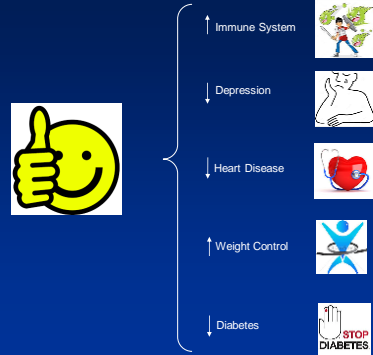 ↑ Immune System
↓ Depression
↓ Heart Disease
↑ Weight Control
↓ Diabetes
STOP
DIABETES